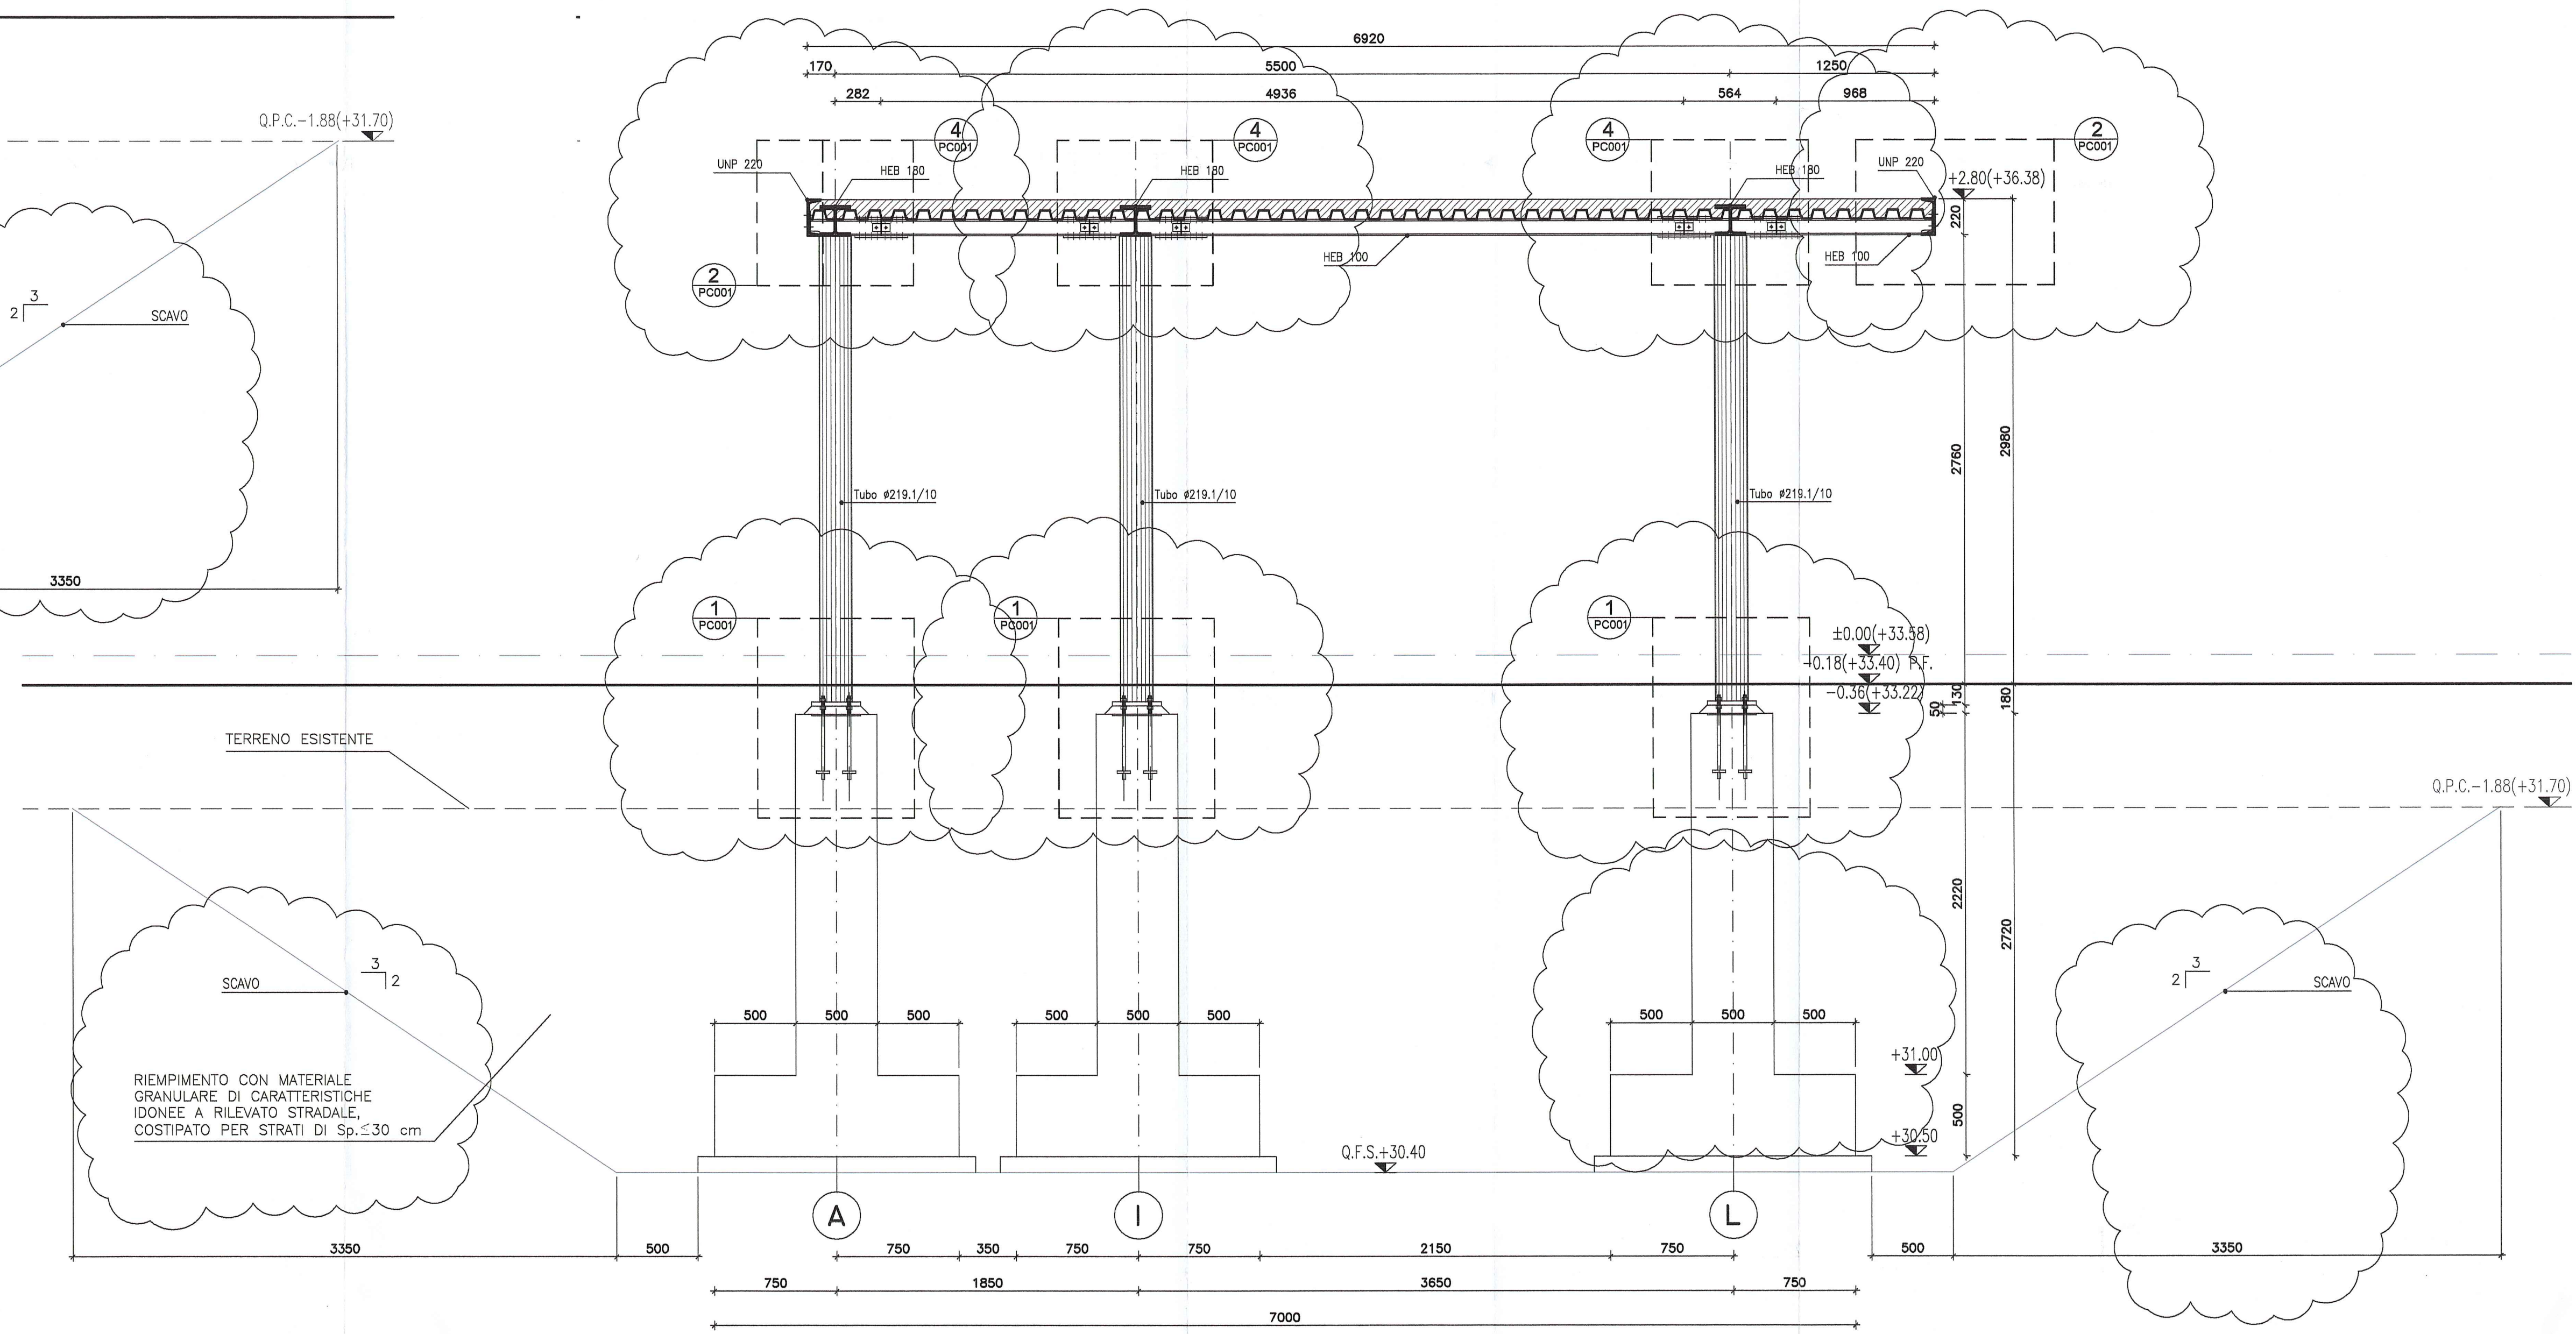 6920
170 5500 1250
282 4936 564 968
Q.P.C.-1.88(+31.70)
4
PC001
4
PC001
4
PC001
2
PC001
UNP 220
HEB 180
HEB 180
HEB 180
UNP 220
+2.80(+36.38)
220
HEB 100
HEB 100
2
PC001
3
2
SCAVO
2760
2980
Tubo ø219.1/10
Tubo ø219.1/10
Tubo ø219.1/10
3350
1
PC001
1
PC001
1
PC001
±0.00(+33.58)
-0.18(+33.40) P.F.
-0.36(+33.22)
50
130
180
TERRENO ESISTENTE
Q.P.C.-1.88(+31.70)
2220
2720
3
2
SCAVO
3
2
SCAVO
500 500 500
500 500 500
500 500 500
+31.00
500
+30.50
RIEMPIMENTO CON MATERIALE
GRANULARE DI CARATTERISTICHE
IDONEE A RILEVATO STRADALE,
COSTIPATO PER STRATI DI Sp.≤30 cm
Q.F.S.+30.40
A
I
L
3350 500 750 350 750 750 2150 750 500 3350
750 1850 3650 750
7000